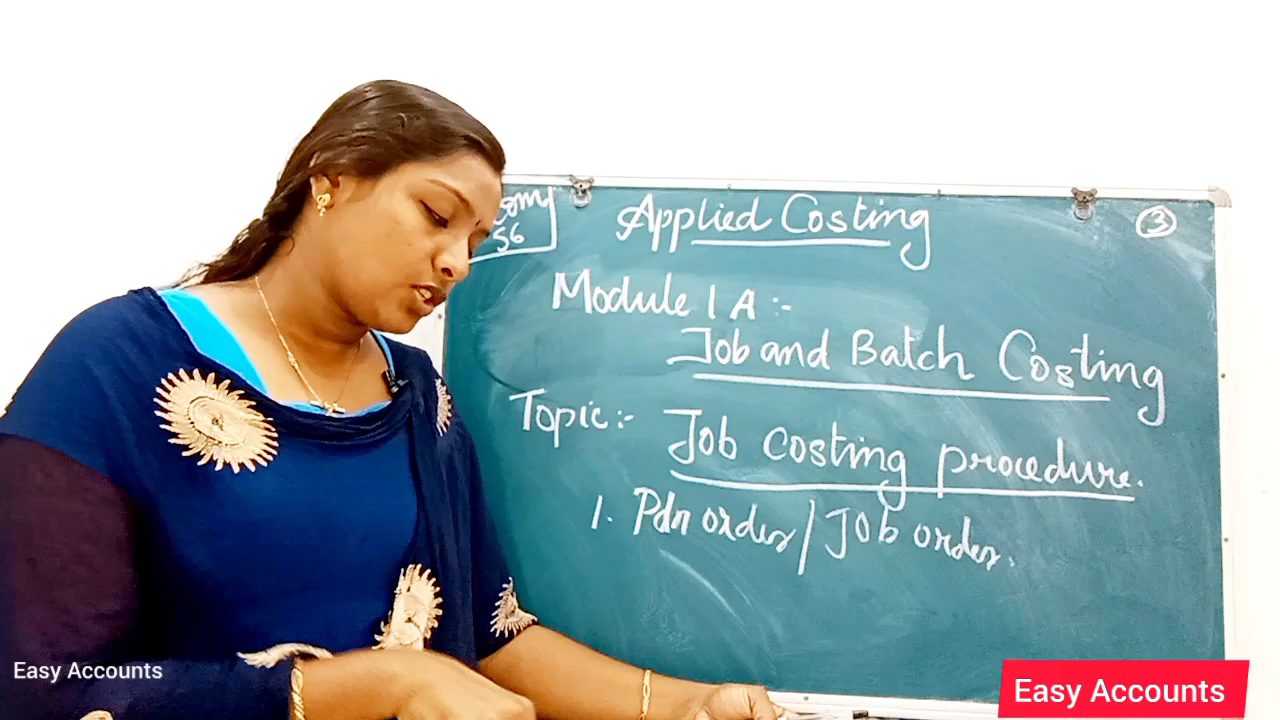 56
Applied Costing
3
Module 1 A :-
Job and Batch Costing
Topic :- Job costing procedure.
1. Pdn order / Job order.
Easy Accounts
Easy Accounts